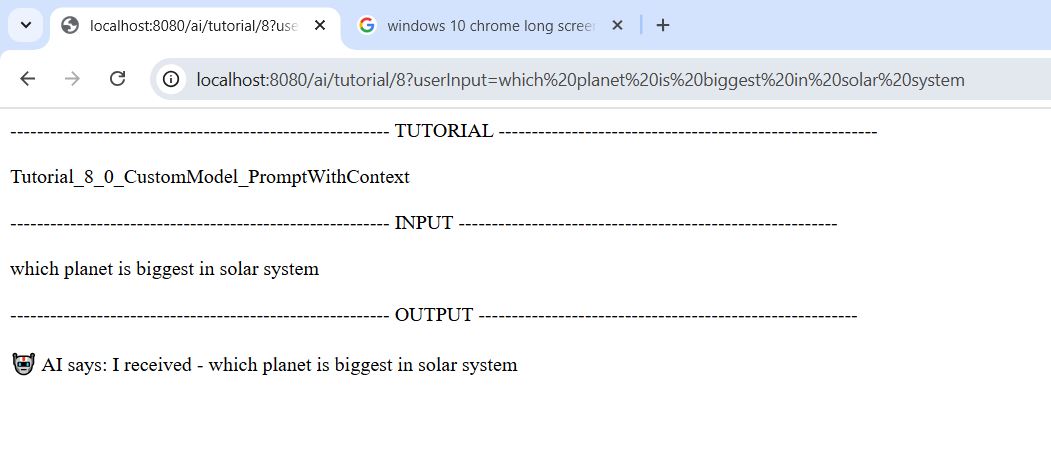 localhost:8080/ai/tutorial/8?use
windows 10 chrome long screen
localhost:8080/ai/tutorial/8?userInput=which%20planet%20is%20biggest%20in%20solar%20system
--------------------------------------------------------- TUTORIAL ---------------------------------------------------------
Tutorial_8_0_CustomModel_PromptWithContext
--------------------------------------------------------- INPUT ---------------------------------------------------------
which planet is biggest in solar system
--------------------------------------------------------- OUTPUT ---------------------------------------------------------
🤖 AI says: I received - which planet is biggest in solar system